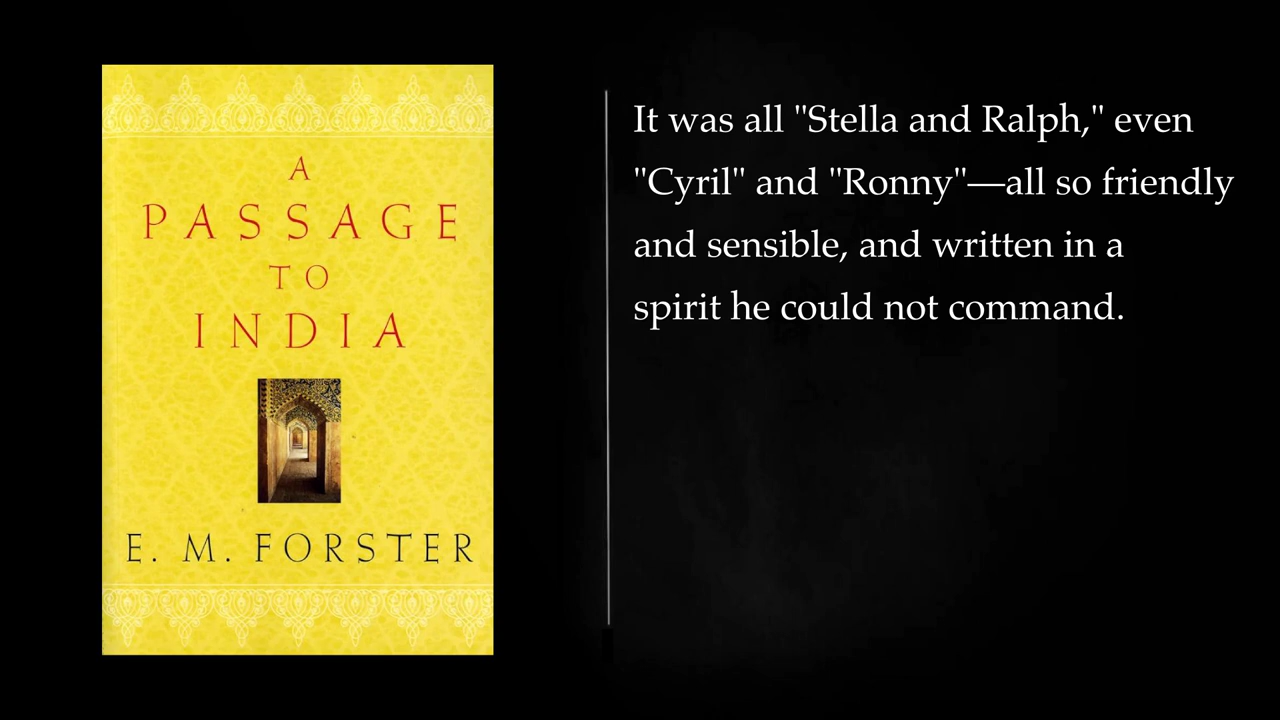 A
PASSAGE
TO
INDIA
E. M. FORSTER
It was all "Stella and Ralph," even
"Cyril" and "Ronny"—all so friendly
and sensible, and written in a
spirit he could not command.